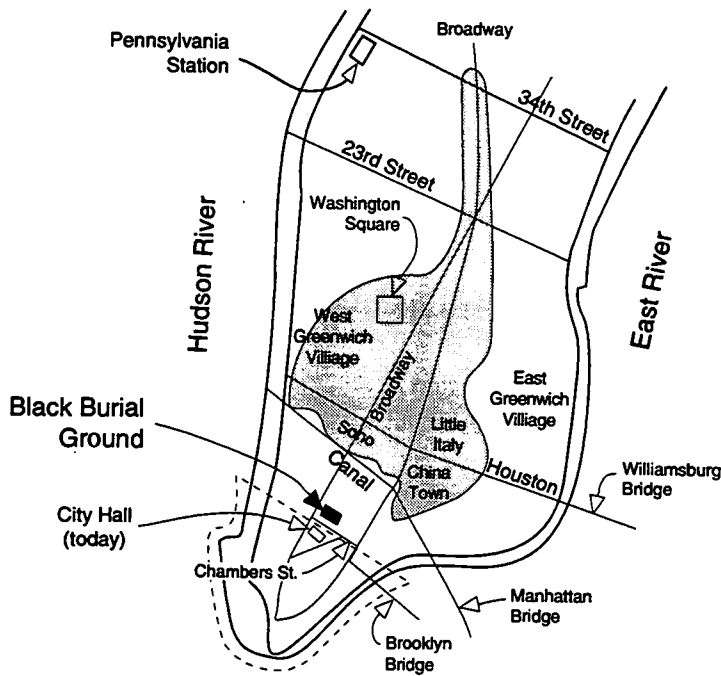 Pennsylvania
Station
Broadway
34th Street
23rd Street
Washington
Square
Hudson River
East River
West
Greenwich
Villiage
Broadway
East
Greenwich
Villiage
Black Burial
Ground
Soho
Little
Italy
Canal
China
Town
Houston
Williamsburg
Bridge
City Hall
(today)
Chambers St.
Manhattan
Bridge
Brooklyn
Bridge